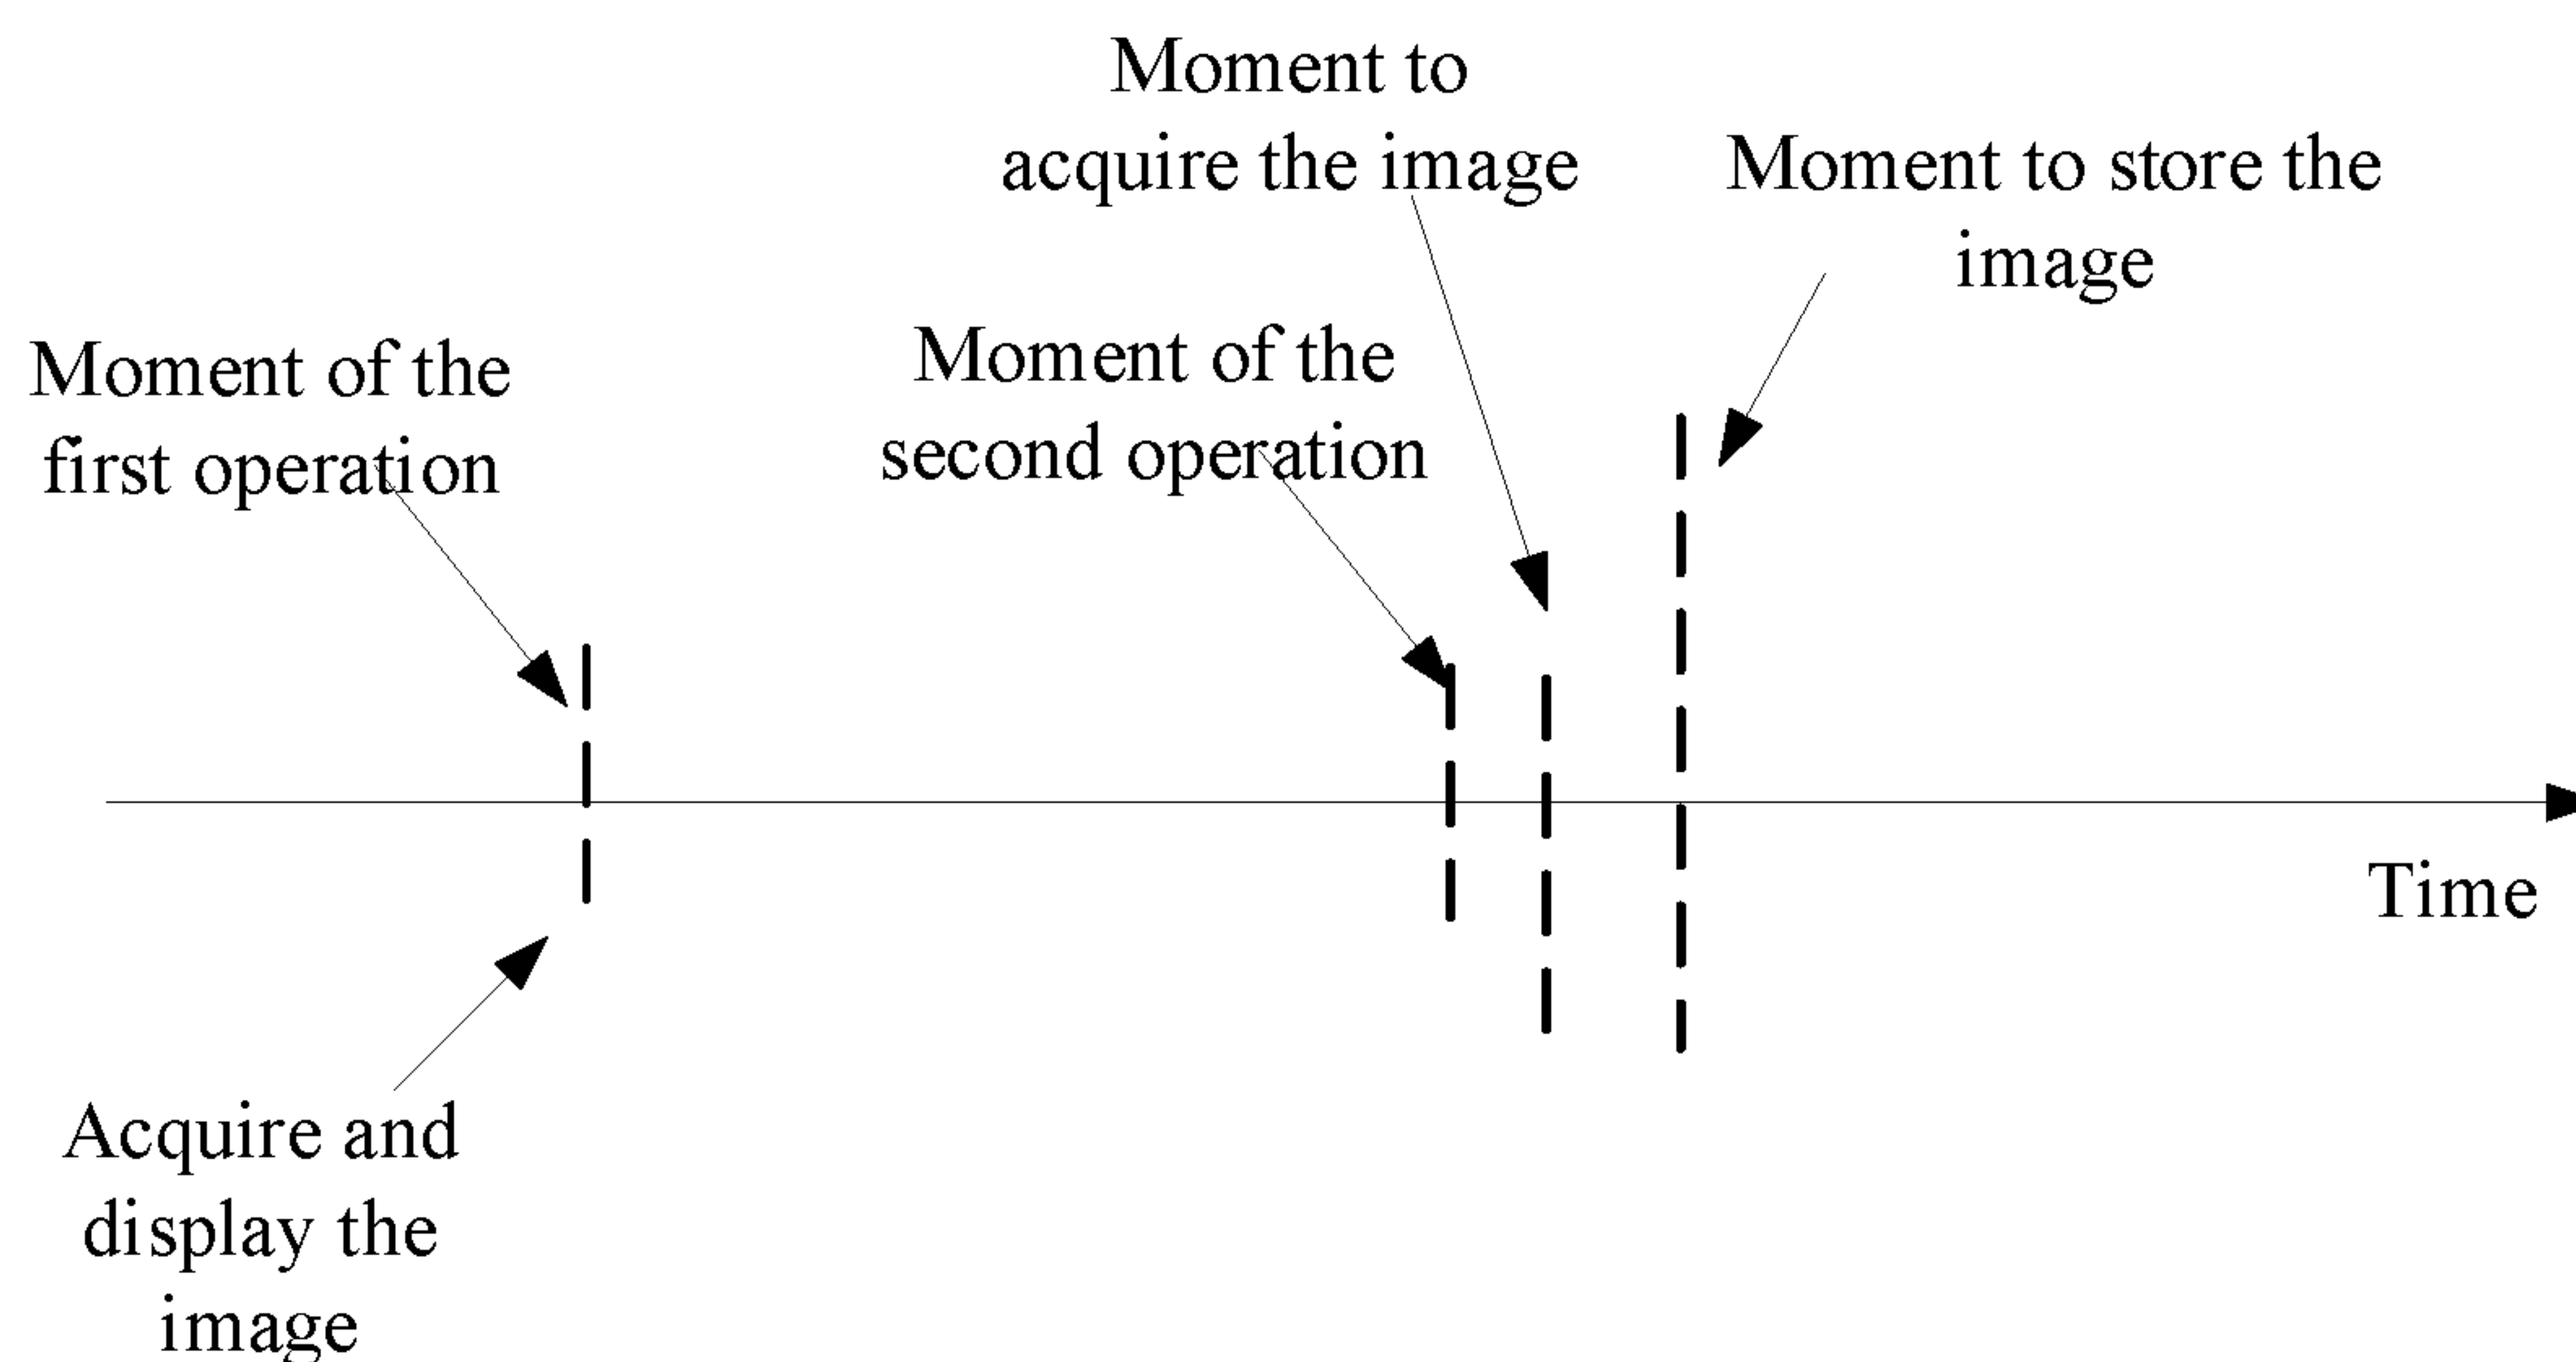 Moment to
acquire the image
Moment to store the
image
Moment of the
first operation
Moment of the
second operation
Time
Acquire and
display the
image